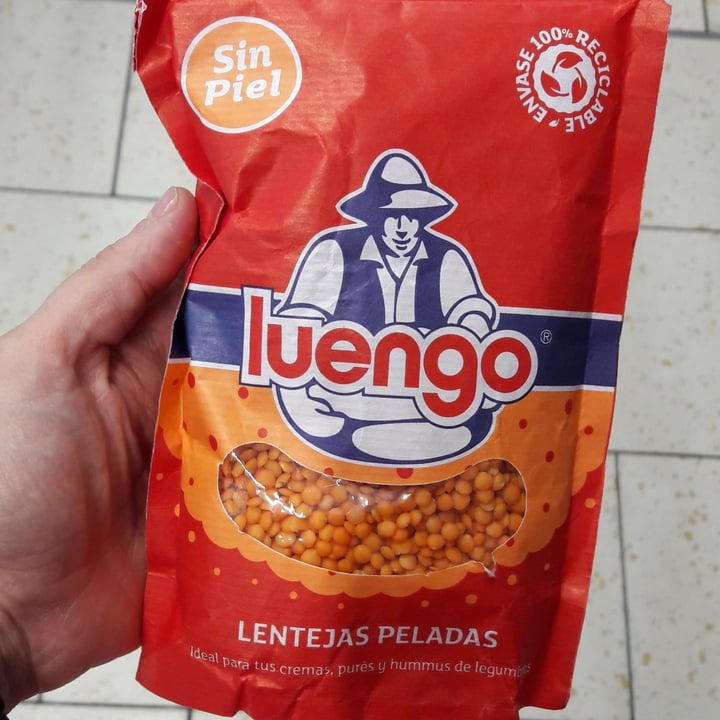 Sin
Piel
ENVASE 100% RECICLABLE
luengo
®
LENTEJAS PELADAS
Ideal para tus cremas, purés y hummus de legumbres